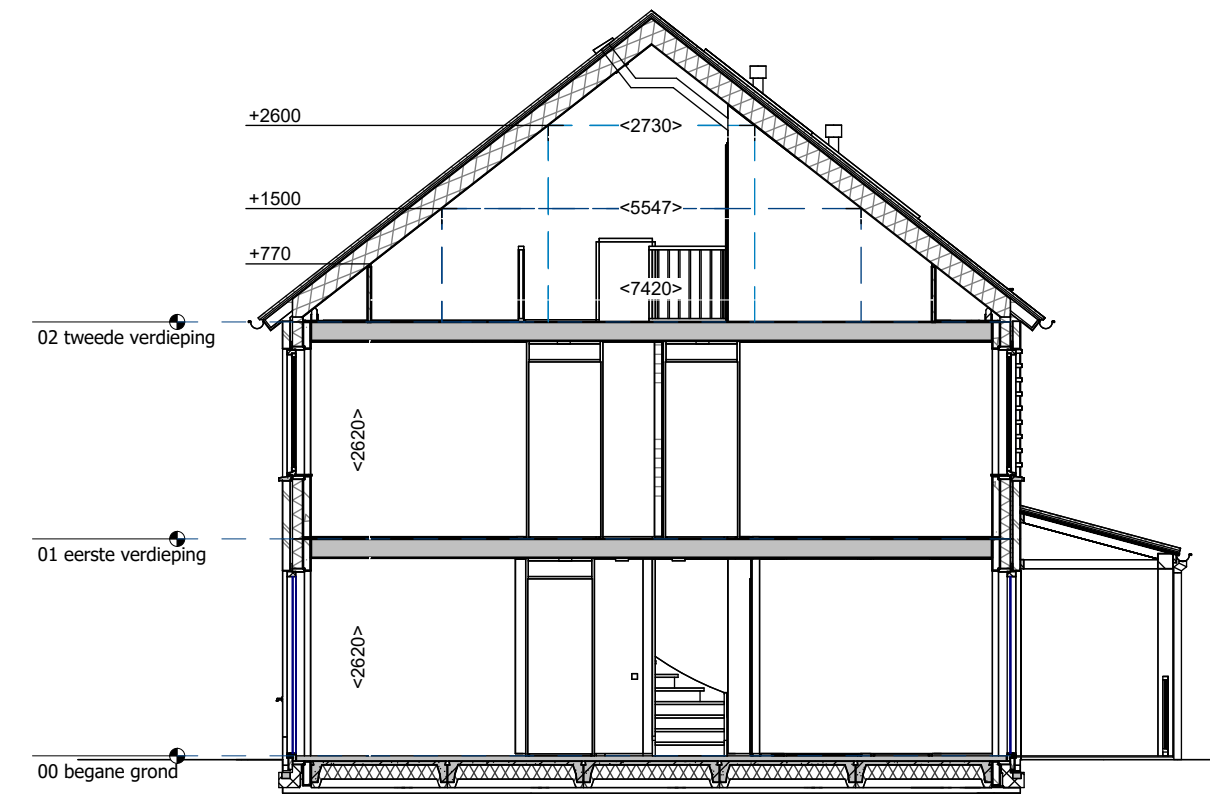 +2600
<2730>
+1500
<5547>
+770
<7420>
02 tweede verdieping
<2620>
01 eerste verdieping
<2620>
00 begane grond